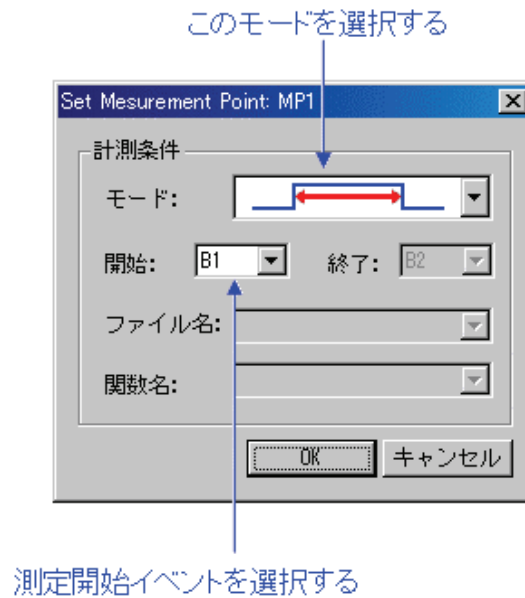 このモードを選択する
Set Mesurement Point: MP1
計測条件
モード:
開始: B1 終了: B2
ファイル名:
関数名:
OK キャンセル
測定開始イベントを選択する